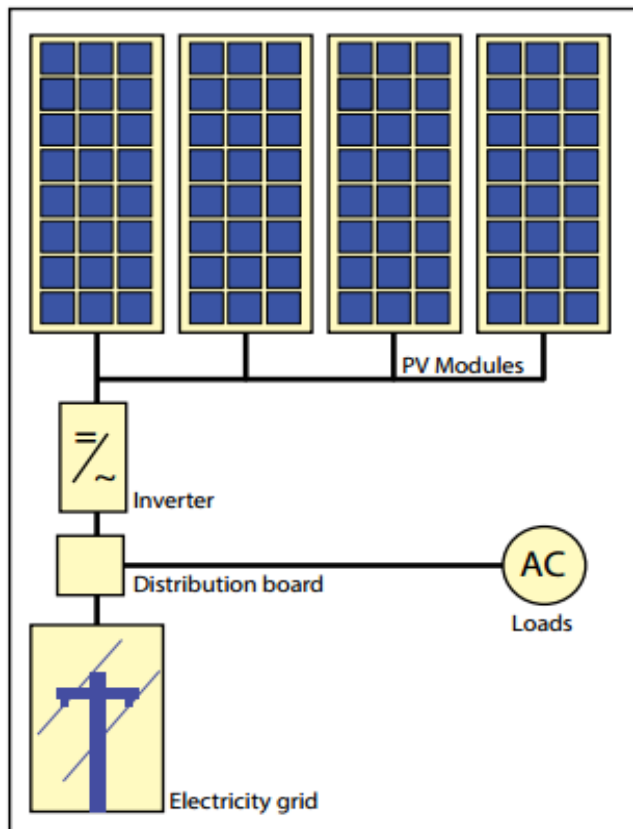 PV Modules
=
~
Inverter
Distribution board
AC
Loads
Electricity grid